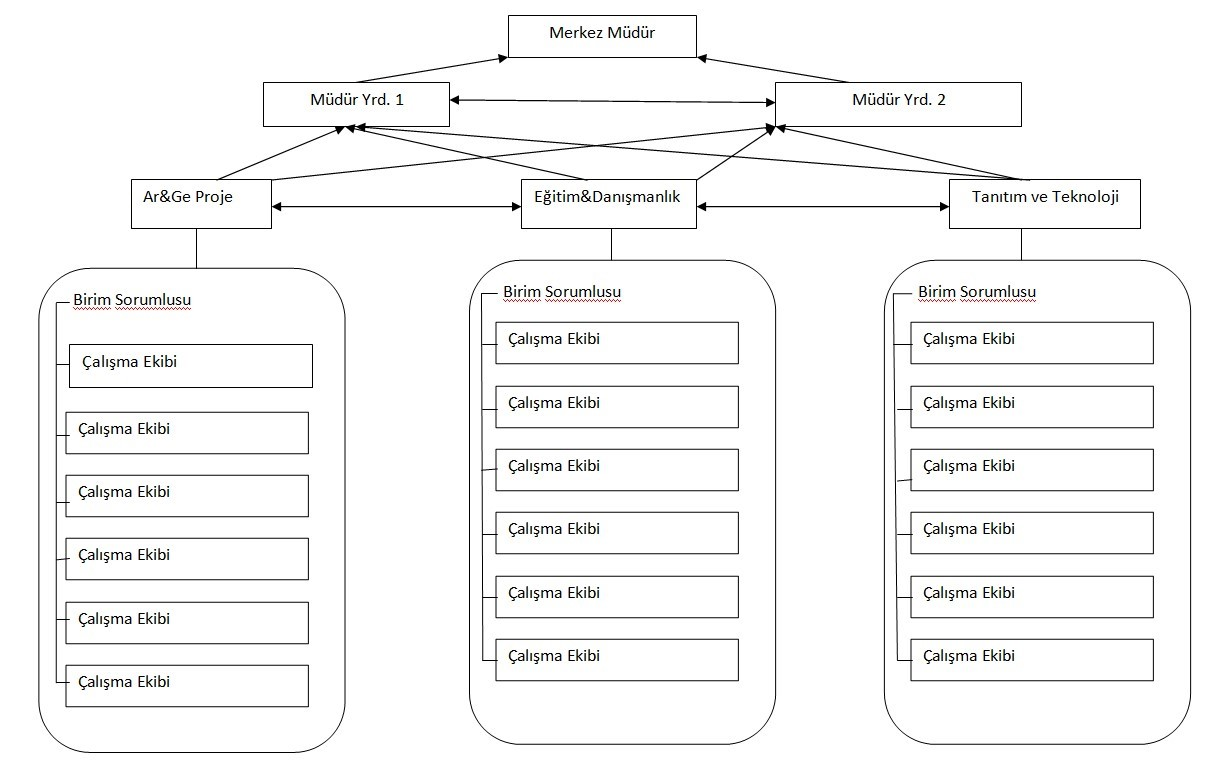 Merkez Müdür
Müdür Yrd. 1
Müdür Yrd. 2
Ar&Ge Proje
Eğitim&Danışmanlık
Tanıtım ve Teknoloji
Birim Sorumlusu
Çalışma Ekibi
Çalışma Ekibi
Çalışma Ekibi
Çalışma Ekibi
Çalışma Ekibi
Çalışma Ekibi
Birim Sorumlusu
Çalışma Ekibi
Çalışma Ekibi
Çalışma Ekibi
Çalışma Ekibi
Çalışma Ekibi
Çalışma Ekibi
Birim Sorumlusu
Çalışma Ekibi
Çalışma Ekibi
Çalışma Ekibi
Çalışma Ekibi
Çalışma Ekibi
Çalışma Ekibi